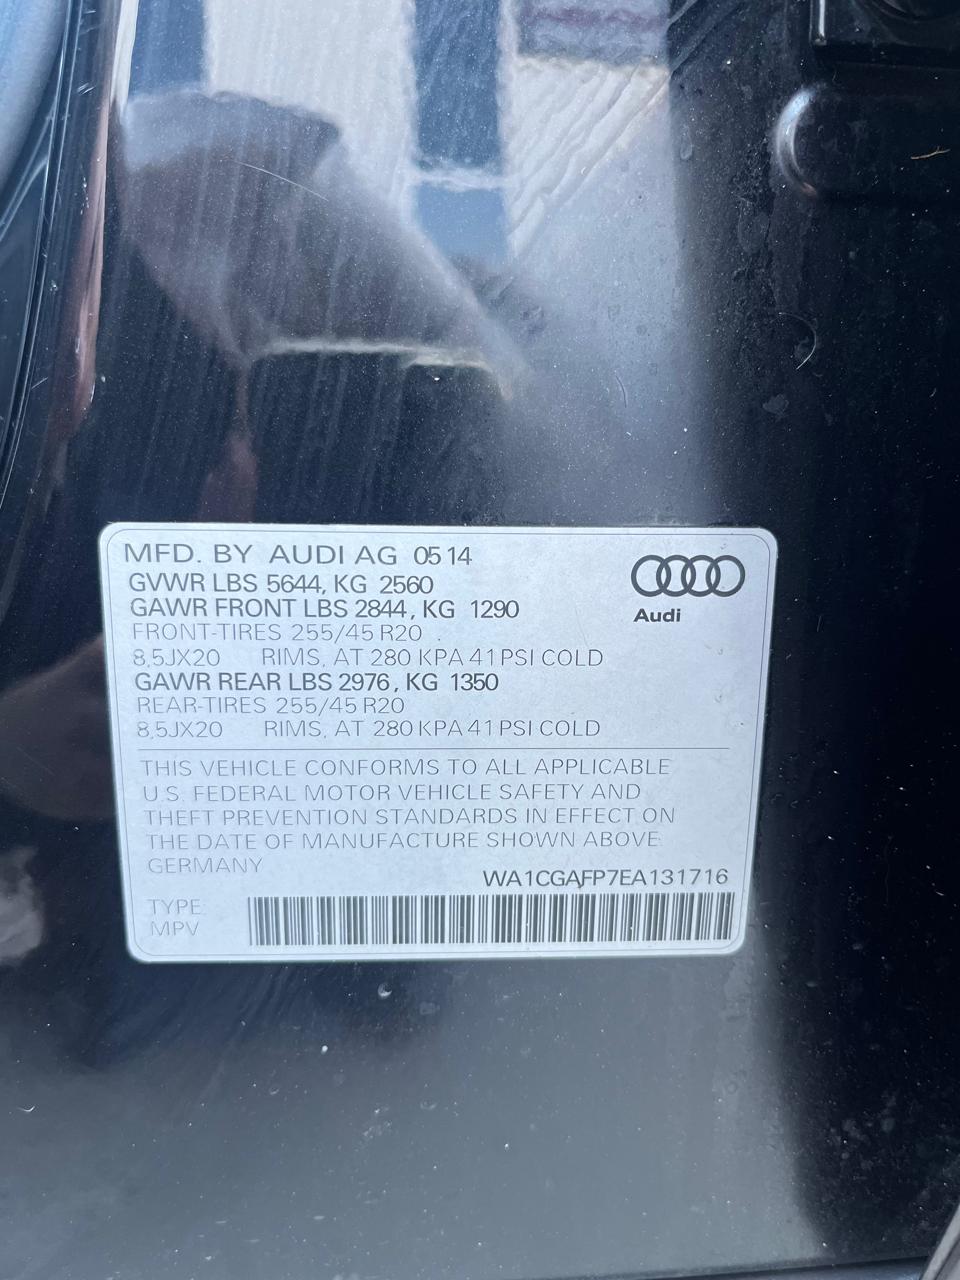 MFD. BY AUDI AG 05 14
GVWR LBS 5644, KG 2560
GAWR FRONT LBS 2844, KG 1290
FRONT-TIRES 255/45 R20
8,5JX20 RIMS, AT 280 KPA 41 PSI COLD
GAWR REAR LBS 2976, KG 1350
REAR-TIRES 255/45 R20
8,5JX20 RIMS, AT 280 KPA 41 PSI COLD
Audi
THIS VEHICLE CONFORMS TO ALL APPLICABLE
U.S. FEDERAL MOTOR VEHICLE SAFETY AND
THEFT PREVENTION STANDARDS IN EFFECT ON
THE DATE OF MANUFACTURE SHOWN ABOVE.
GERMANY
WA1CGAFP7EA131716
TYPE:
MPV